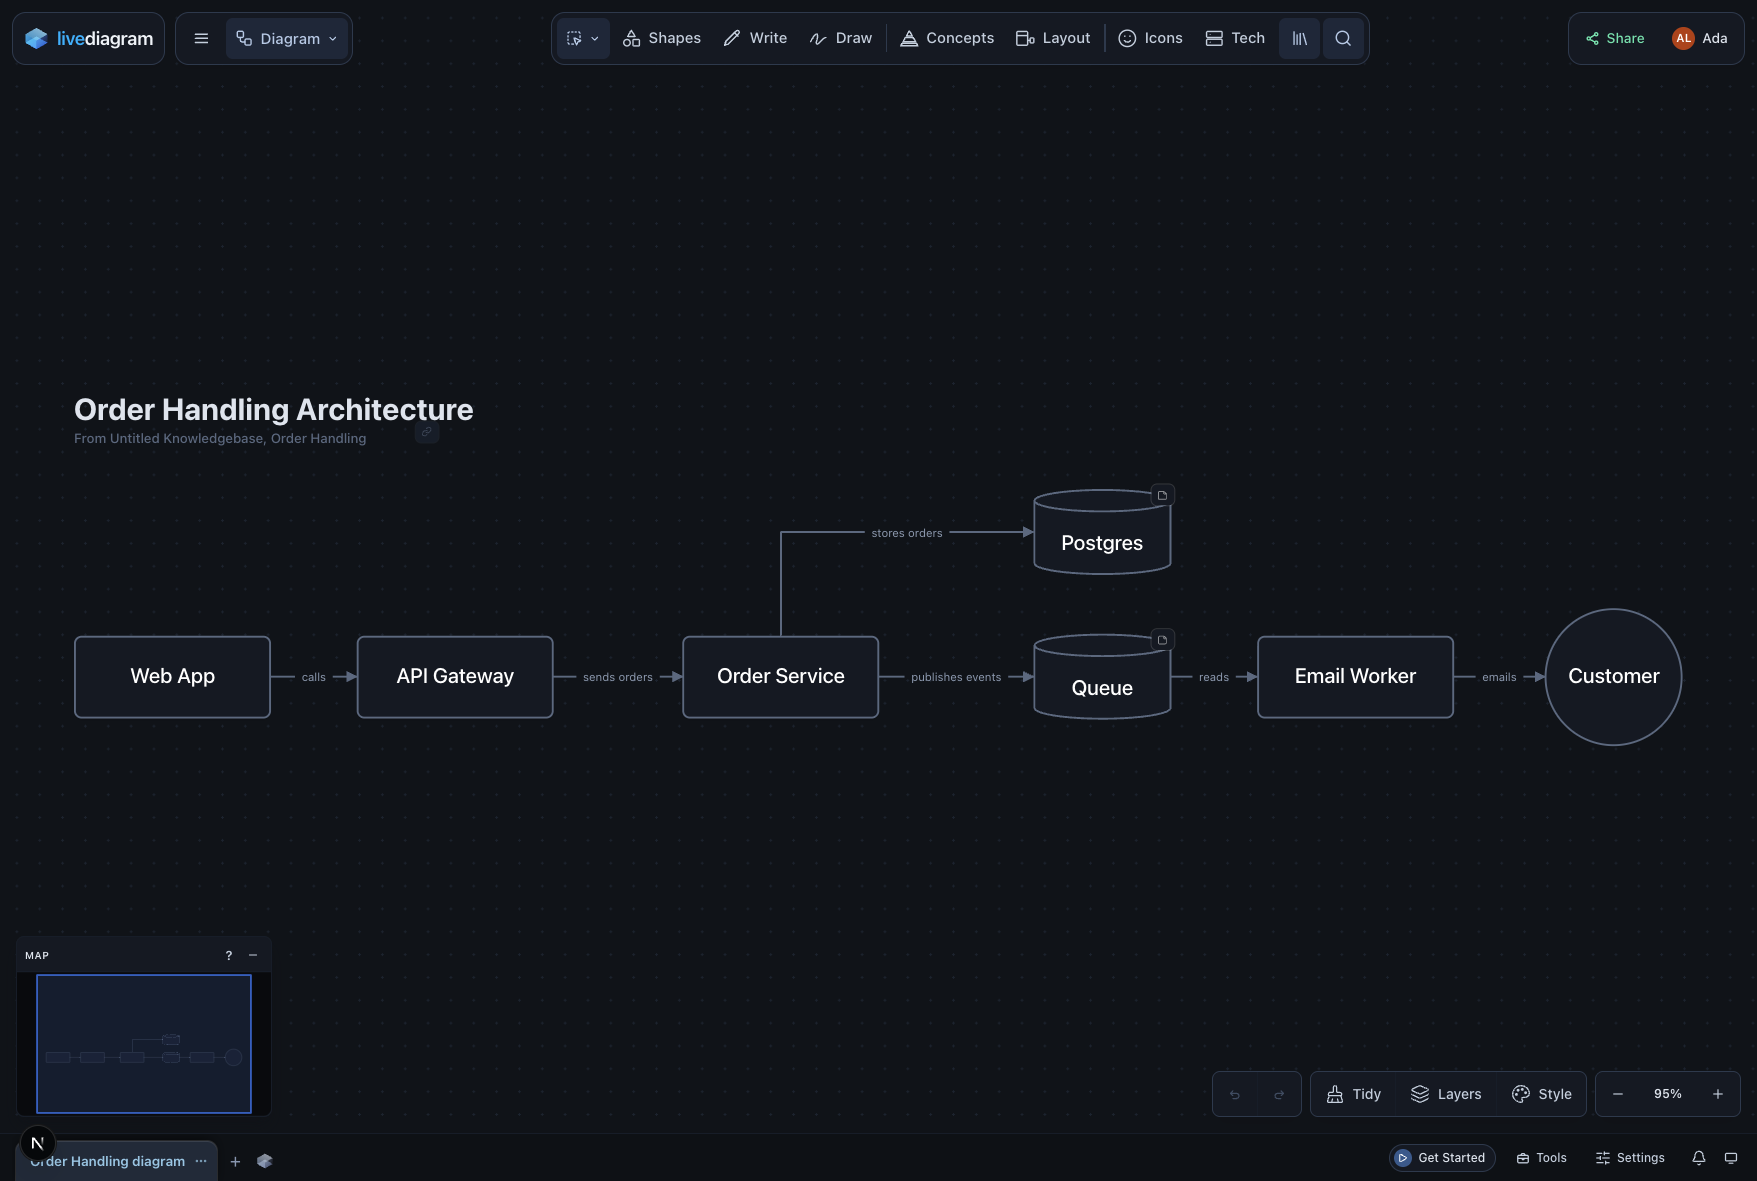 livediagram
Diagram
Shapes
Write
Draw
Concepts
Layout
Icons
Tech
Share
AL
Ada
Order Handling Architecture
From Untitled Knowledgebase, Order Handling
stores orders
Postgres
Web App
calls
API Gateway
sends orders
Order Service
publishes events
Queue
reads
Email Worker
emails
Customer
MAP
?
Tidy
Layers
Style
95%
N
Order Handling diagram
Get Started
Tools
Settings